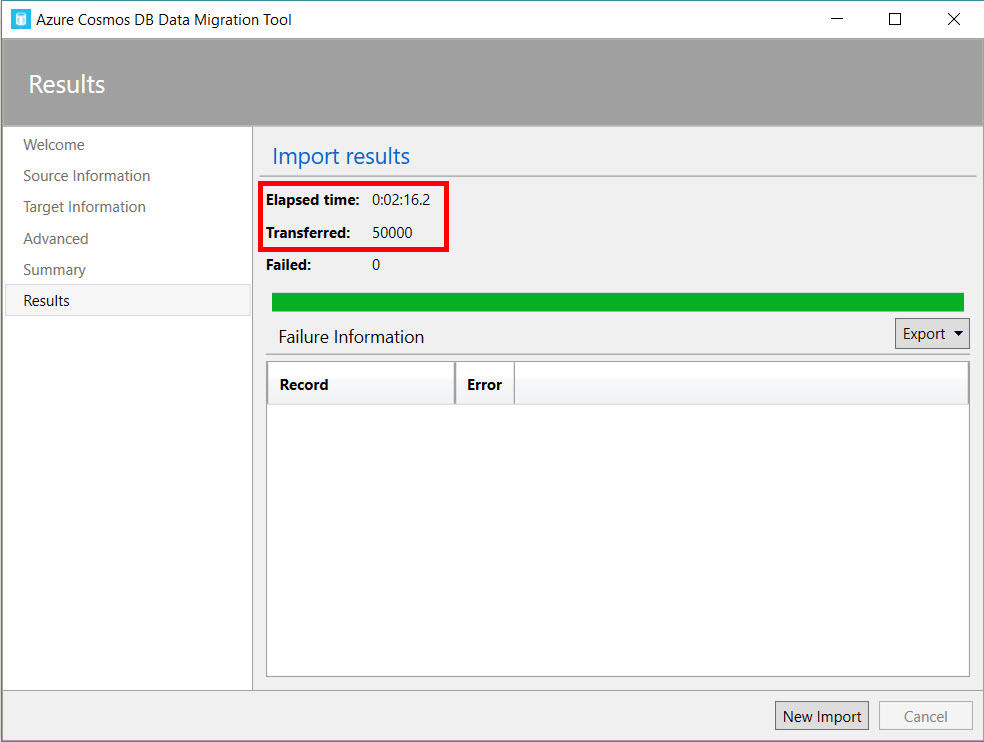 Azure Cosmos DB Data Migration Tool
Results
Welcome
Source Information
Target Information
Advanced
Summary
Results
Import results
Elapsed time: 0:02:16.2
Transferred: 50000
Failed: 0
Failure Information
Export
Record Error
New Import Cancel